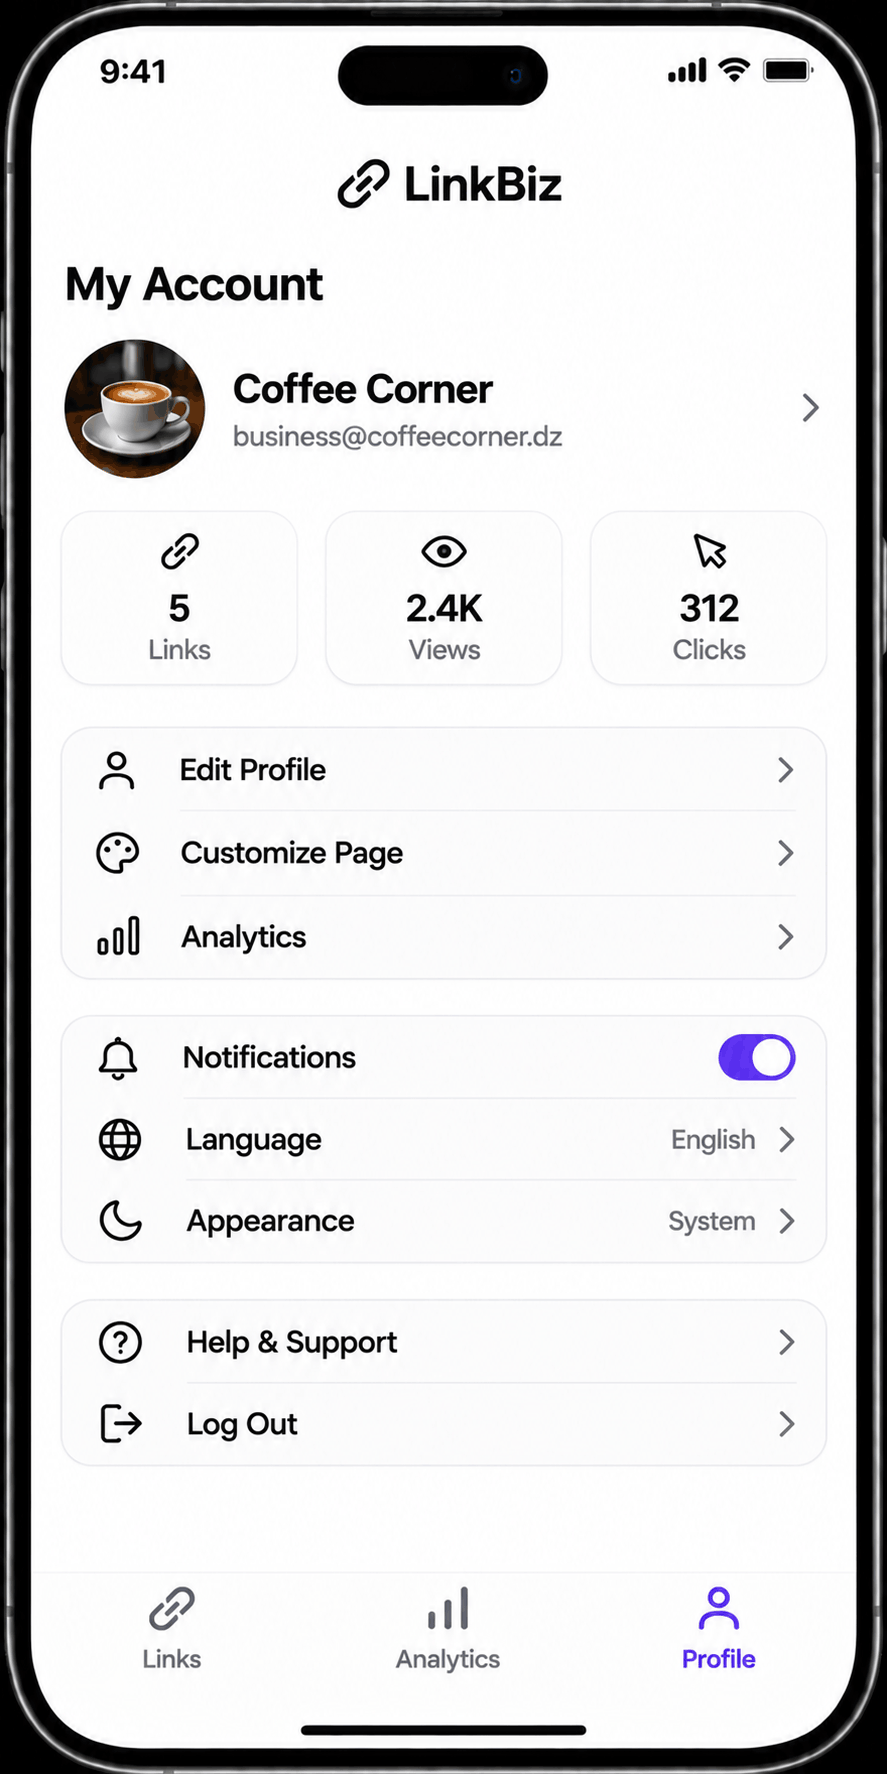 9:41
LinkBiz
My Account
Coffee Corner
business@coffeecorner.dz
5
Links
2.4K
Views
312
Clicks
Edit Profile
Customize Page
Analytics
Notifications
Language English
Appearance System
Help & Support
Log Out
Links
Analytics
Profile